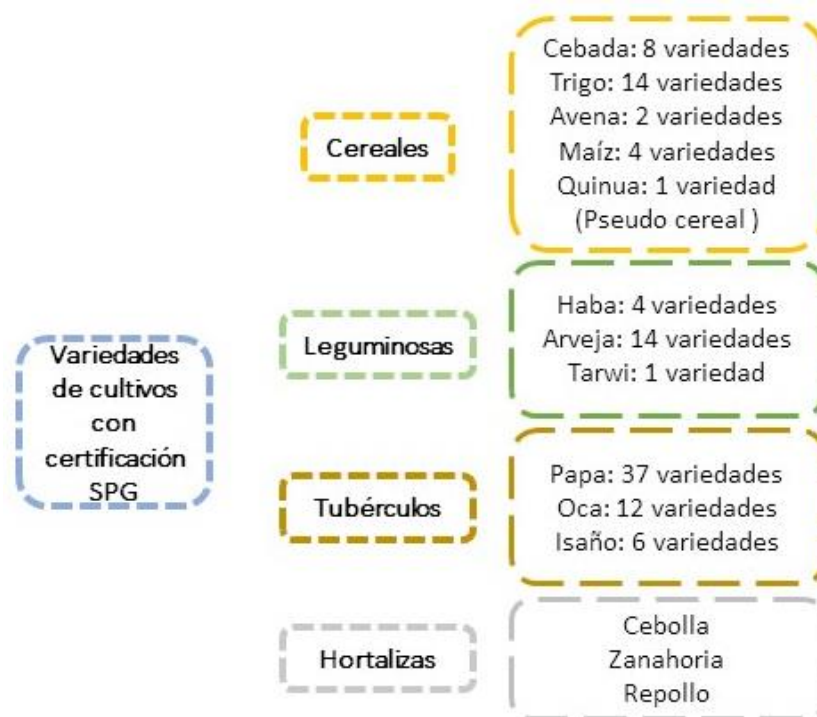 Variedades
de cultivos
con
certificación
SPG
Cereales
Cebada: 8 variedades
Trigo: 14 variedades
Avena: 2 variedades
Maíz: 4 variedades
Quinua: 1 variedad
(Pseudo cereal )
Leguminosas
Haba: 4 variedades
Arveja: 14 variedades
Tarwi: 1 variedad
Tubérculos
Papa: 37 variedades
Oca: 12 variedades
Isaño: 6 variedades
Hortalizas
Cebolla
Zanahoria
Repollo